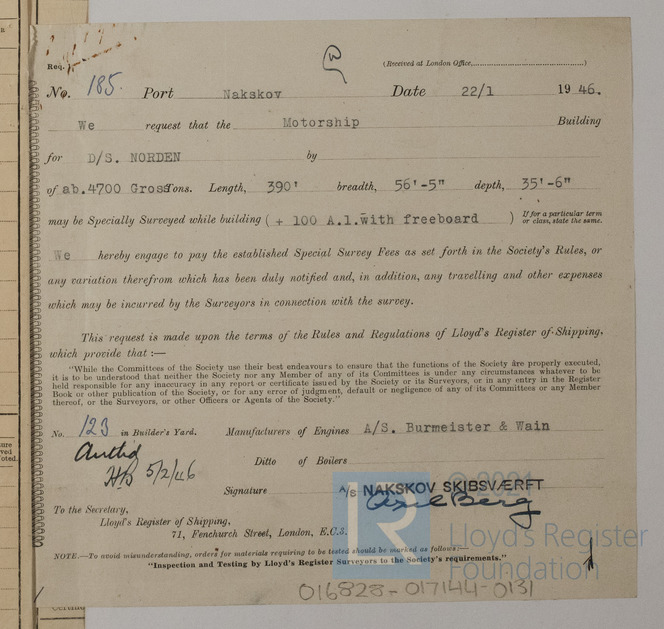 Req.
(Received at London Office,..............................)
No. 185. Port Nakskov Date 22/1 1946.
We request that the Motorship Building
for D/S. NORDEN by
of ab.4700 Gross Tons. Length, 390' breadth, 56'-5" depth, 35'-6"
may be Specially Surveyed while building ( + 100 A.1.with freeboard ) If for a particular term or class, state the same.
We hereby engage to pay the established Special Survey Fees as set forth in the Society's Rules, or
any variation therefrom which has been duly notified and, in addition, any travelling and other expenses
which may be incurred by the Surveyors in connection with the survey.
This request is made upon the terms of the Rules and Regulations of Lloyd's Register of Shipping,
which provide that :—
"While the Committees of the Society use their best endeavours to ensure that the functions of the Society are properly executed,
it is to be understood that neither the Society nor any Member of any of its Committees is under any circumstances whatever to be
held responsible for any inaccuracy in any report or certificate issued by the Society or its Surveyors, or in any entry in the Register
Book or other publication of the Society, or for any error of judgment, default or negligence of any of its Committees or any Member
thereof, or the Surveyors, or other Officers or Agents of the Society."
No. 123 in Builder's Yard. Manufacturers of Engines A/S. Burmeister & Wain
5/2/46
Ditto of Boilers
Signature A/S NAKSKOV SKIBSVÆRFT
Axel Berg
To the Secretary,
Lloyd's Register of Shipping,
71, Fenchurch Street, London, E.C.3.
NOTE.—To avoid misunderstanding, orders for materials requiring to be tested should be marked as follows:—
"Inspection and Testing by Lloyd's Register Surveyors to the Society's requirements."
016828-017144-0131
© 2021
LR
Lloyd's Register
Foundation